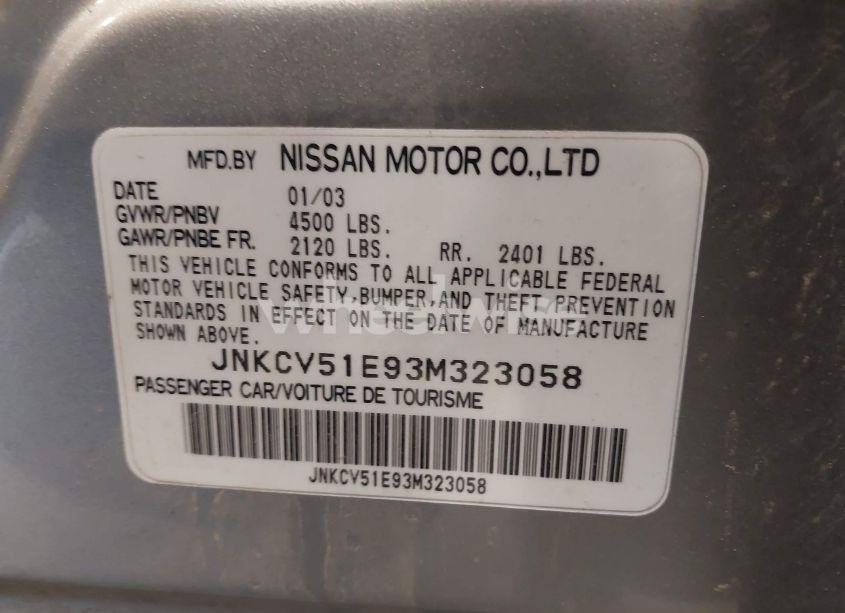 MFD.BY NISSAN MOTOR CO.,LTD
DATE 01/03
GVWR/PNBV 4500 LBS.
GAWR/PNBE FR. 2120 LBS. RR. 2401 LBS.
THIS VEHICLE CONFORMS TO ALL APPLICABLE FEDERAL
MOTOR VEHICLE SAFETY,BUMPER,AND THEFT PREVENTION
STANDARDS IN EFFECT ON THE DATE OF MANUFACTURE
SHOWN ABOVE.
JNKCV51E93M323058
PASSENGER CAR/VOITURE DE TOURISME
JNKCV51E93M323058